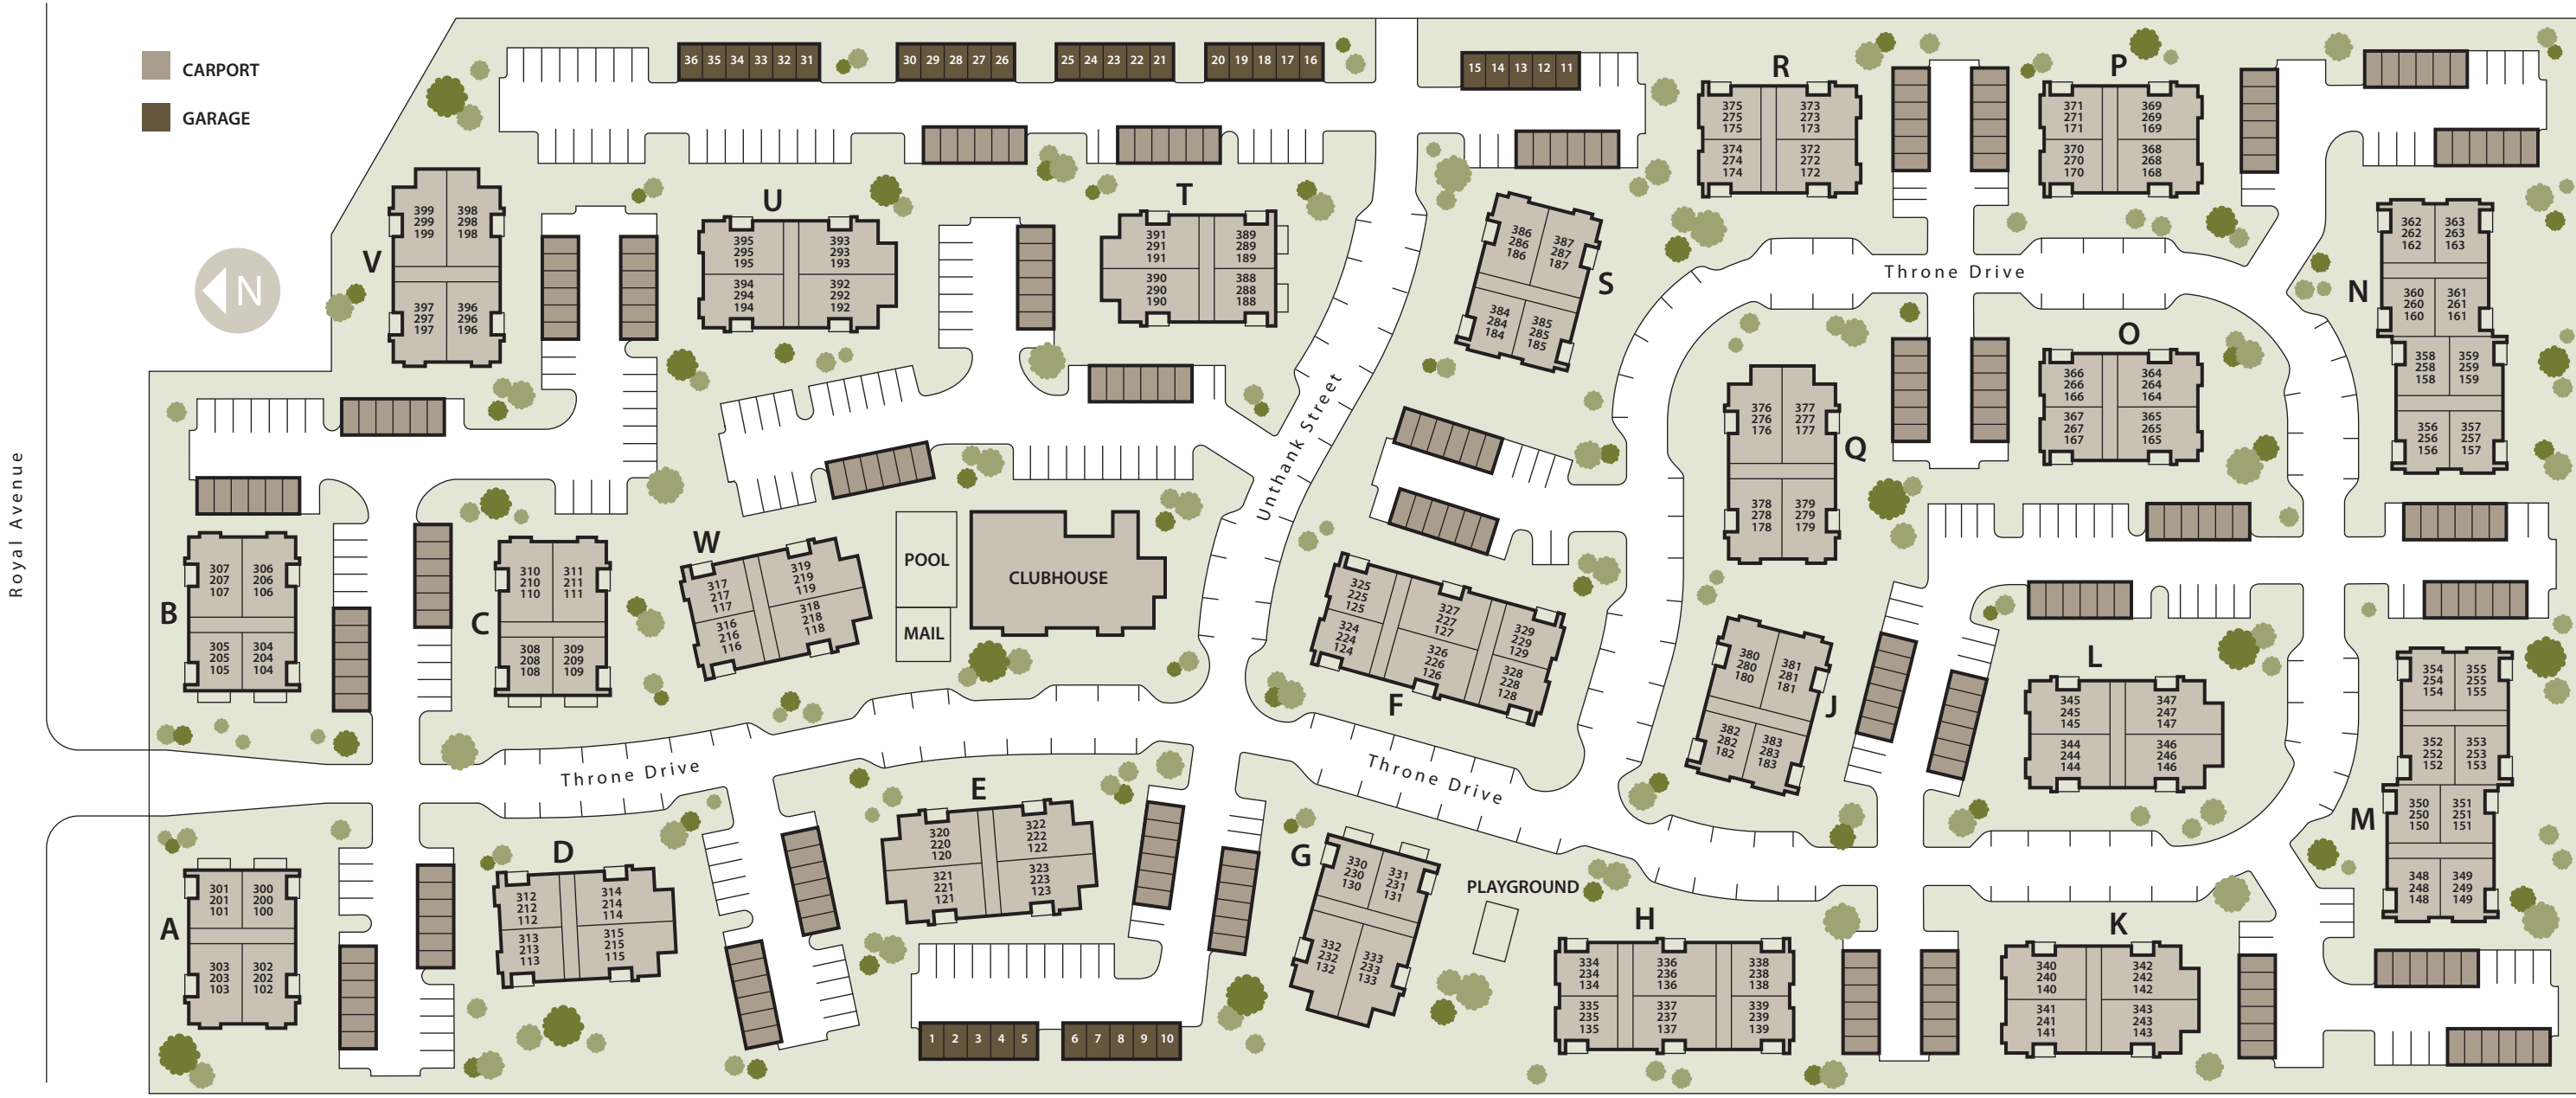 CARPORT
GARAGE
N
Royal Avenue
36 35 34 33 32 31
30 29 28 27 26
25 24 23 22 21
20 19 18 17 16
15 14 13 12 11
V
399 398
299 298
199 198
397 396
297 296
197 196
U
395 393
295 293
195 193
394 392
294 292
194 192
T
391 389
291 289
191 189
390 388
290 288
190 188
S
386 387
286 287
186 187
384 385
284 285
184 185
R
375 373
275 273
175 173
374 372
274 272
174 172
P
371 369
271 269
171 169
370 368
270 268
170 168
Throne Drive
N
362 363
262 263
162 163
360 361
260 261
160 161
358 359
258 259
158 159
356 357
256 257
156 157
O
366 364
266 264
166 164
367 365
267 265
167 165
Q
376 377
276 277
176 177
378 379
278 279
178 179
Unthank Street
B
307 306
207 206
107 106
305 304
205 204
105 104
C
310 311
210 211
110 111
308 309
208 209
108 109
W
317 319
217 219
117 119
316 318
216 218
116 118
POOL
MAIL
CLUBHOUSE
F
325 327 329
225 227 229
125 127 129
324 326 328
224 226 228
124 126 128
J
380 381
280 281
180 181
382 383
282 283
182 183
L
345 347
245 247
145 147
344 346
244 246
144 146
M
354 355
254 255
154 155
352 353
252 253
152 153
350 351
250 251
150 151
348 349
248 249
148 149
Throne Drive
Throne Drive
A
301 300
201 200
101 100
303 302
203 202
103 102
D
312 314
212 214
112 114
313 315
213 215
113 115
E
320 322
220 222
120 122
321 323
221 223
121 123
1 2 3 4 5
6 7 8 9 10
G
330 331
230 231
130 131
332 333
232 233
132 133
PLAYGROUND
H
334 336 338
234 236 238
134 136 138
335 337 339
235 237 239
135 137 139
K
340 342
240 242
140 142
341 343
241 243
141 143